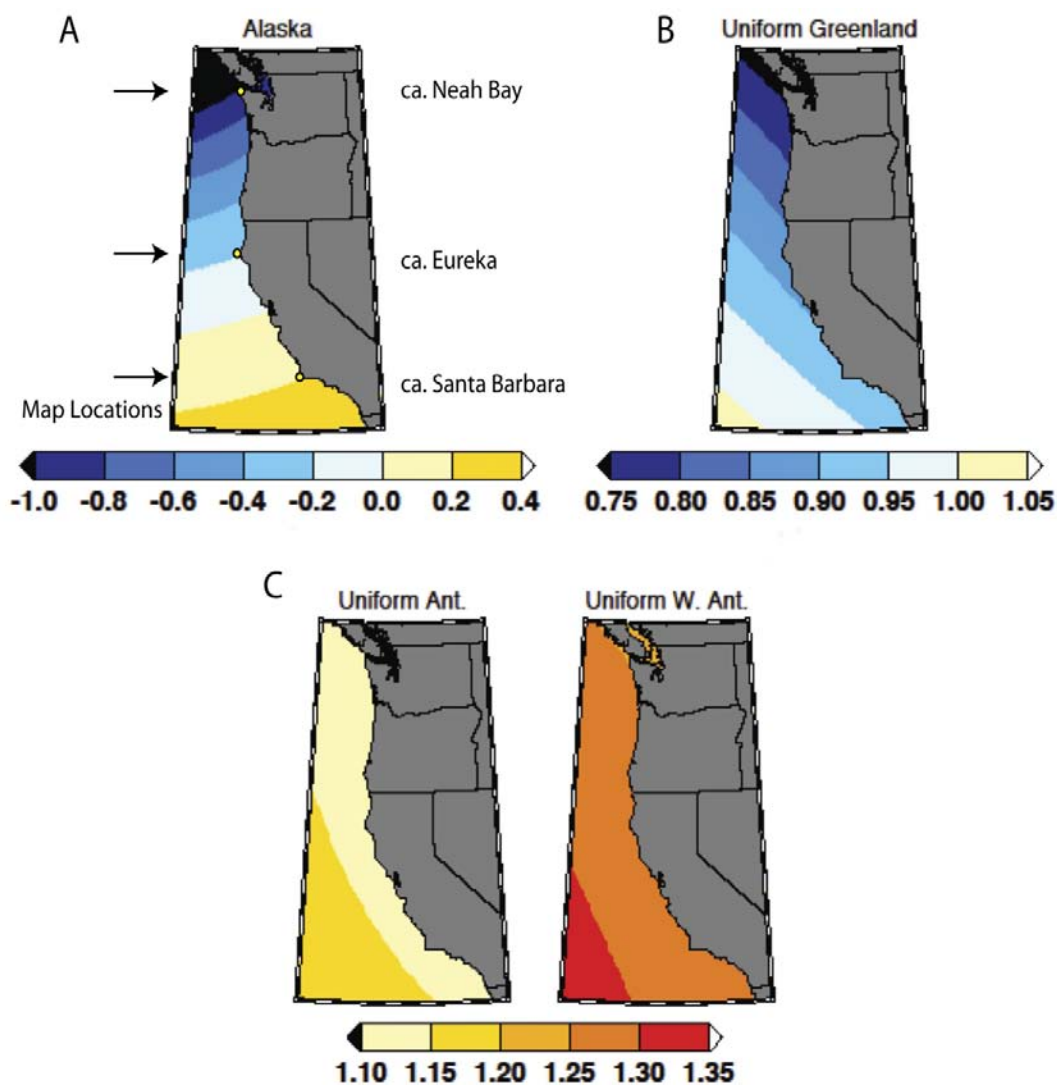 A
Alaska
ca. Neah Bay
ca. Eureka
ca. Santa Barbara
Map Locations
-1.0 -0.8 -0.6 -0.4 -0.2 0.0 0.2 0.4
B
Uniform Greenland
0.75 0.80 0.85 0.90 0.95 1.00 1.05
C
Uniform Ant.
Uniform W. Ant.
1.10 1.15 1.20 1.25 1.30 1.35